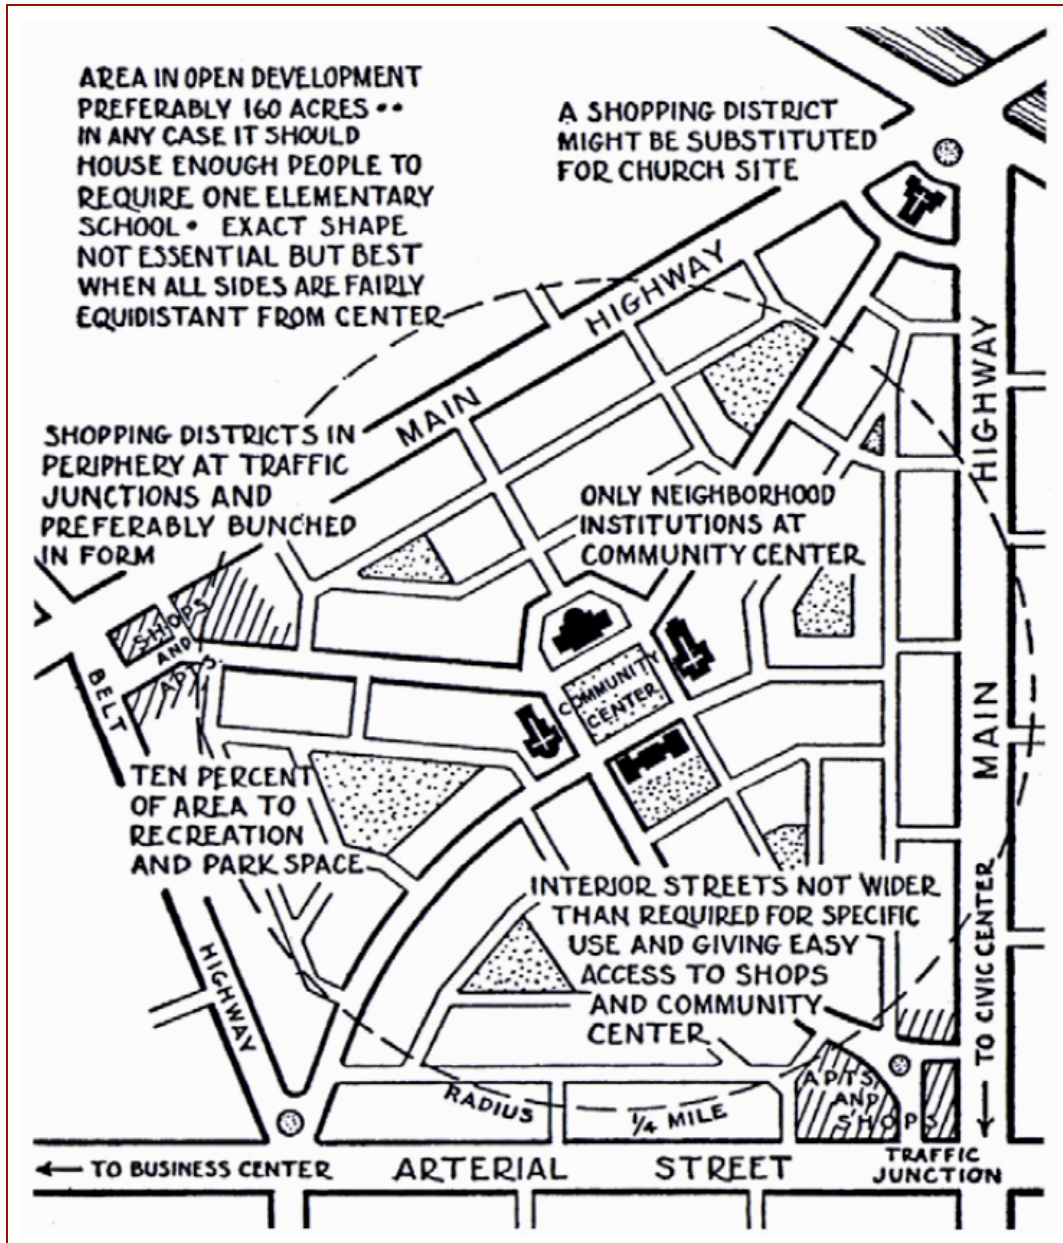 AREA IN OPEN DEVELOPMENT
PREFERABLY 160 ACRES ••
IN ANY CASE IT SHOULD
HOUSE ENOUGH PEOPLE TO
REQUIRE ONE ELEMENTARY
SCHOOL • EXACT SHAPE
NOT ESSENTIAL BUT BEST
WHEN ALL SIDES ARE FAIRLY
EQUIDISTANT FROM CENTER
A SHOPPING DISTRICT
MIGHT BE SUBSTITUTED
FOR CHURCH SITE
MAIN HIGHWAY
SHOPPING DISTRICTS IN
PERIPHERY AT TRAFFIC
JUNCTIONS AND
PREFERABLY BUNCHED
IN FORM
ONLY NEIGHBORHOOD
INSTITUTIONS AT
COMMUNITY CENTER
MAIN HIGHWAY
SHOPS
AND
APTS.
COMMUNITY
CENTER
BELT HIGHWAY
TEN PERCENT
OF AREA TO
RECREATION
AND PARK SPACE
INTERIOR STREETS NOT WIDER
THAN REQUIRED FOR SPECIFIC
USE AND GIVING EASY
ACCESS TO SHOPS
AND COMMUNITY
CENTER
TO CIVIC CENTER
APTS.
AND
SHOPS
RADIUS 1/4 MILE
TRAFFIC
JUNCTION
← TO BUSINESS CENTER
ARTERIAL STREET